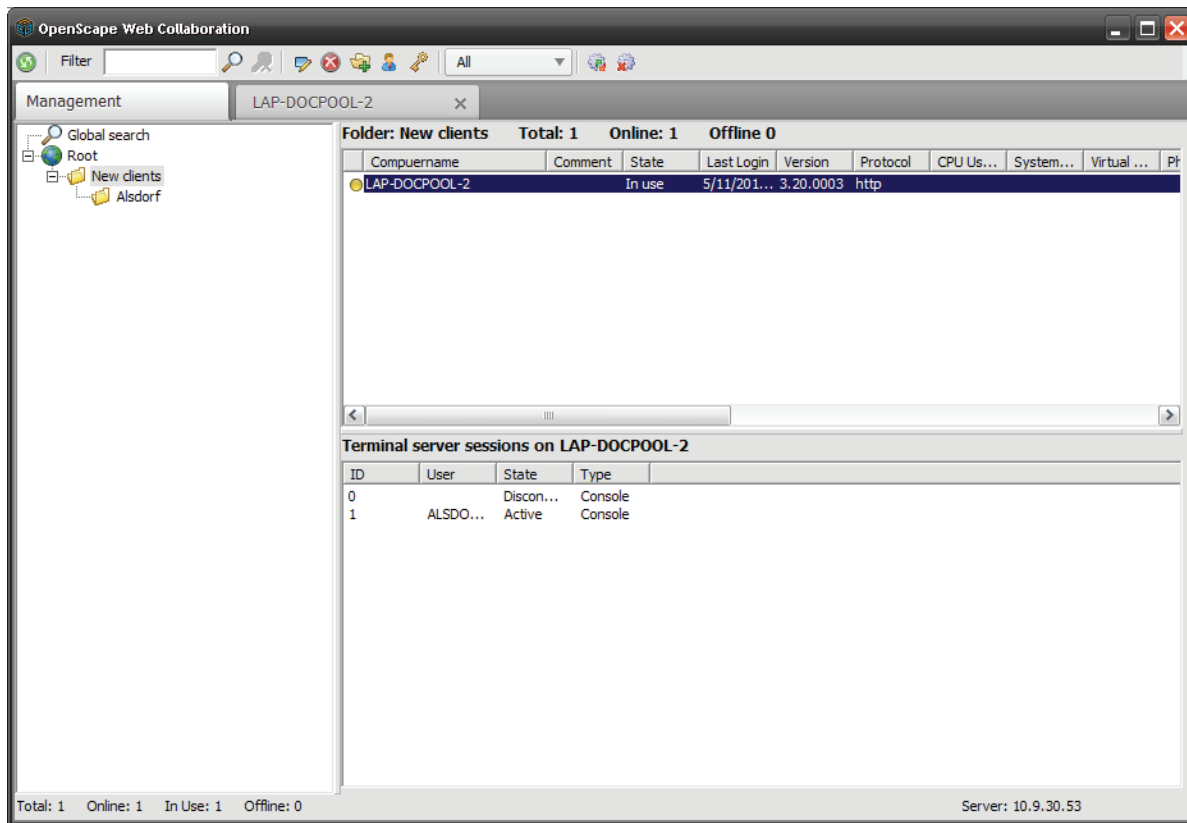 OpenScape Web Collaboration
Filter All
Management LAP-DOCPOOL-2
Global search
Root
New clients
Alsdorf
Folder: New clients Total: 1 Online: 1 Offline 0
Compuername Comment State Last Login Version Protocol CPU Us... System... Virtual ... Ph
LAP-DOCPOOL-2 In use 5/11/201... 3.20.0003 http
Terminal server sessions on LAP-DOCPOOL-2
ID User State Type
0 Discon... Console
1 ALSDO... Active Console
Total: 1 Online: 1 In Use: 1 Offline: 0 Server: 10.9.30.53